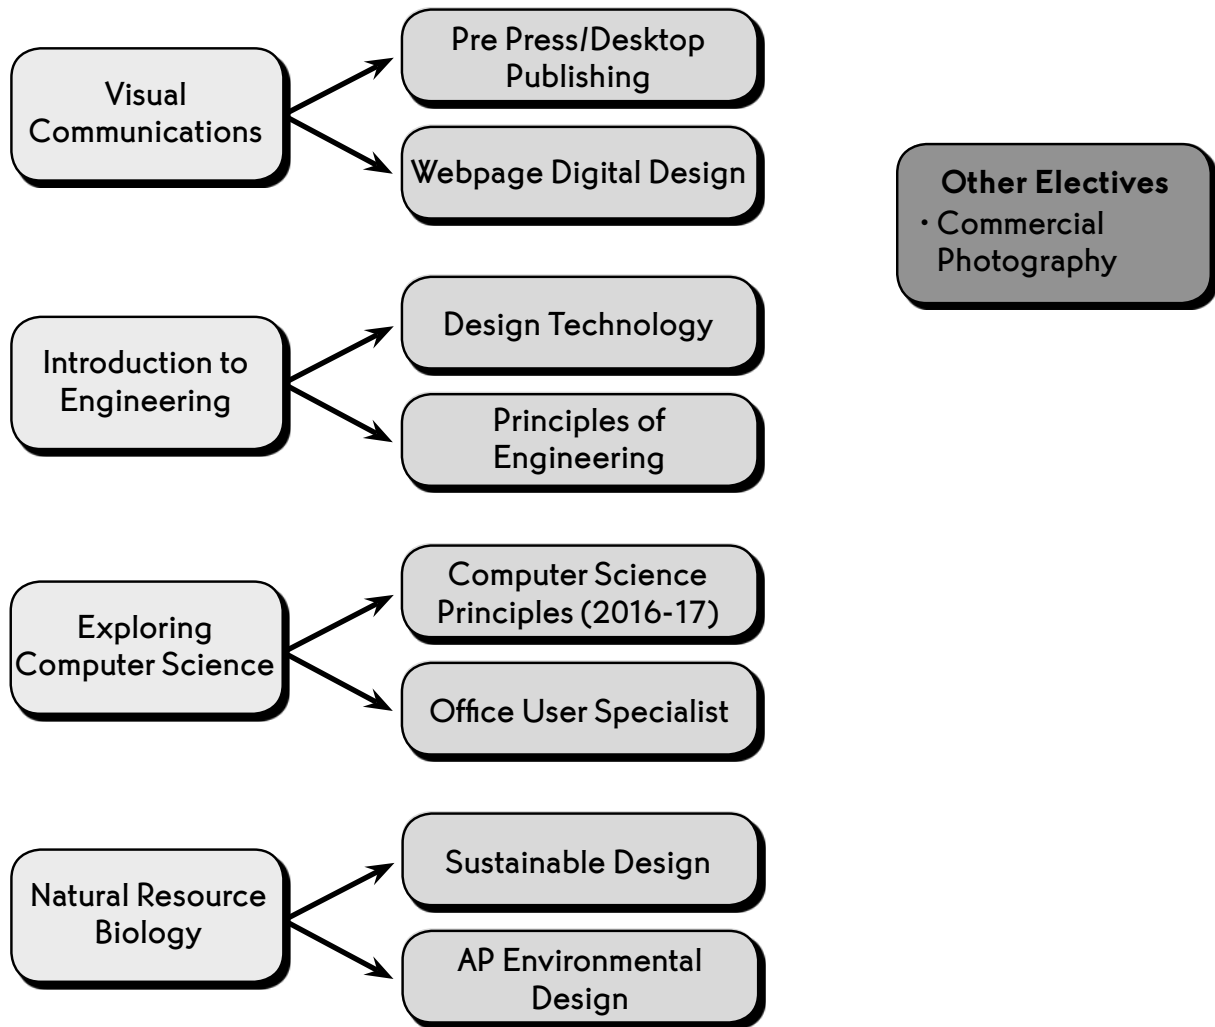 Visual
Communications
Pre Press/Desktop
Publishing
Webpage Digital Design
Other Electives
• Commercial
Photography
Introduction to
Engineering
Design Technology
Principles of
Engineering
Exploring
Computer Science
Computer Science
Principles (2016-17)
Office User Specialist
Natural Resource
Biology
Sustainable Design
AP Environmental
Design